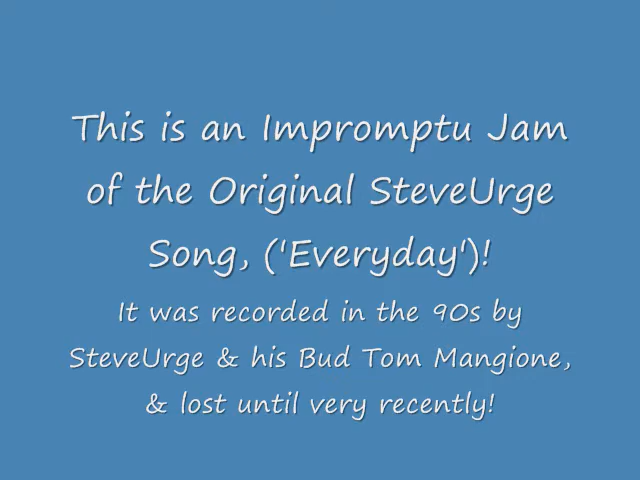 This is an Impromptu Jam
of the Original SteveUrge
Song, ('Everyday')!
It was recorded in the 90s by
SteveUrge & his Bud Tom Mangione,
& lost until very recently!